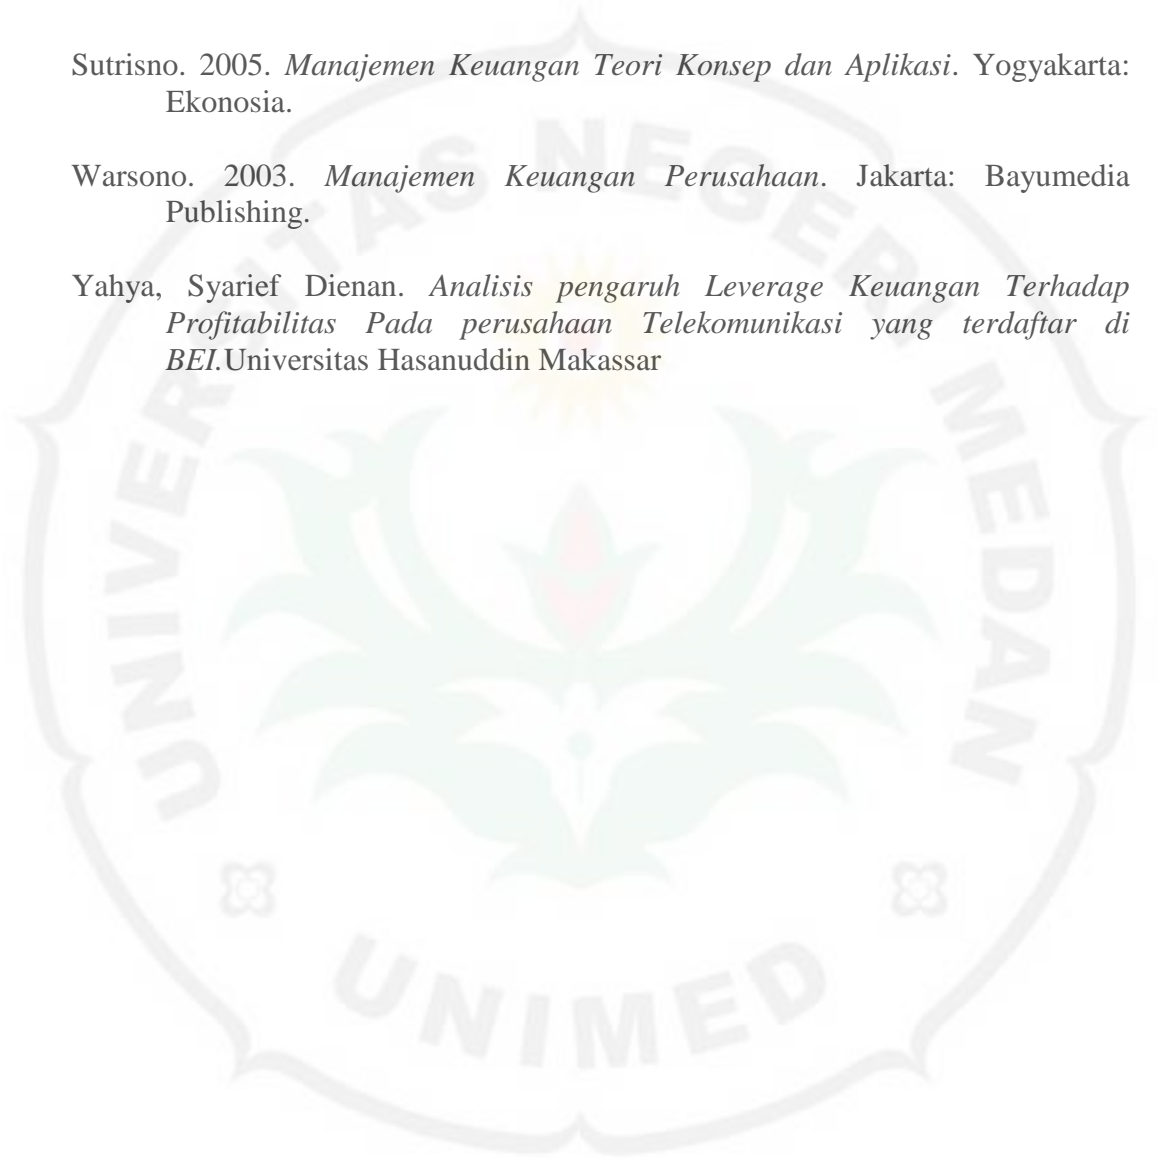 Sutrisno. 2005. Manajemen Keuangan Teori Konsep dan Aplikasi. Yogyakarta:
Ekonosia.
Warsono. 2003. Manajemen Keuangan Perusahaan. Jakarta: Bayumedia
Publishing.
Yahya, Syarief Dienan. Analisis pengaruh Leverage Keuangan Terhadap
Profitabilitas Pada perusahaan Telekomunikasi yang terdaftar di
BEI.Universitas Hasanuddin Makassar
UNIVERSITAS NEGERI MEDAN
UNIMED